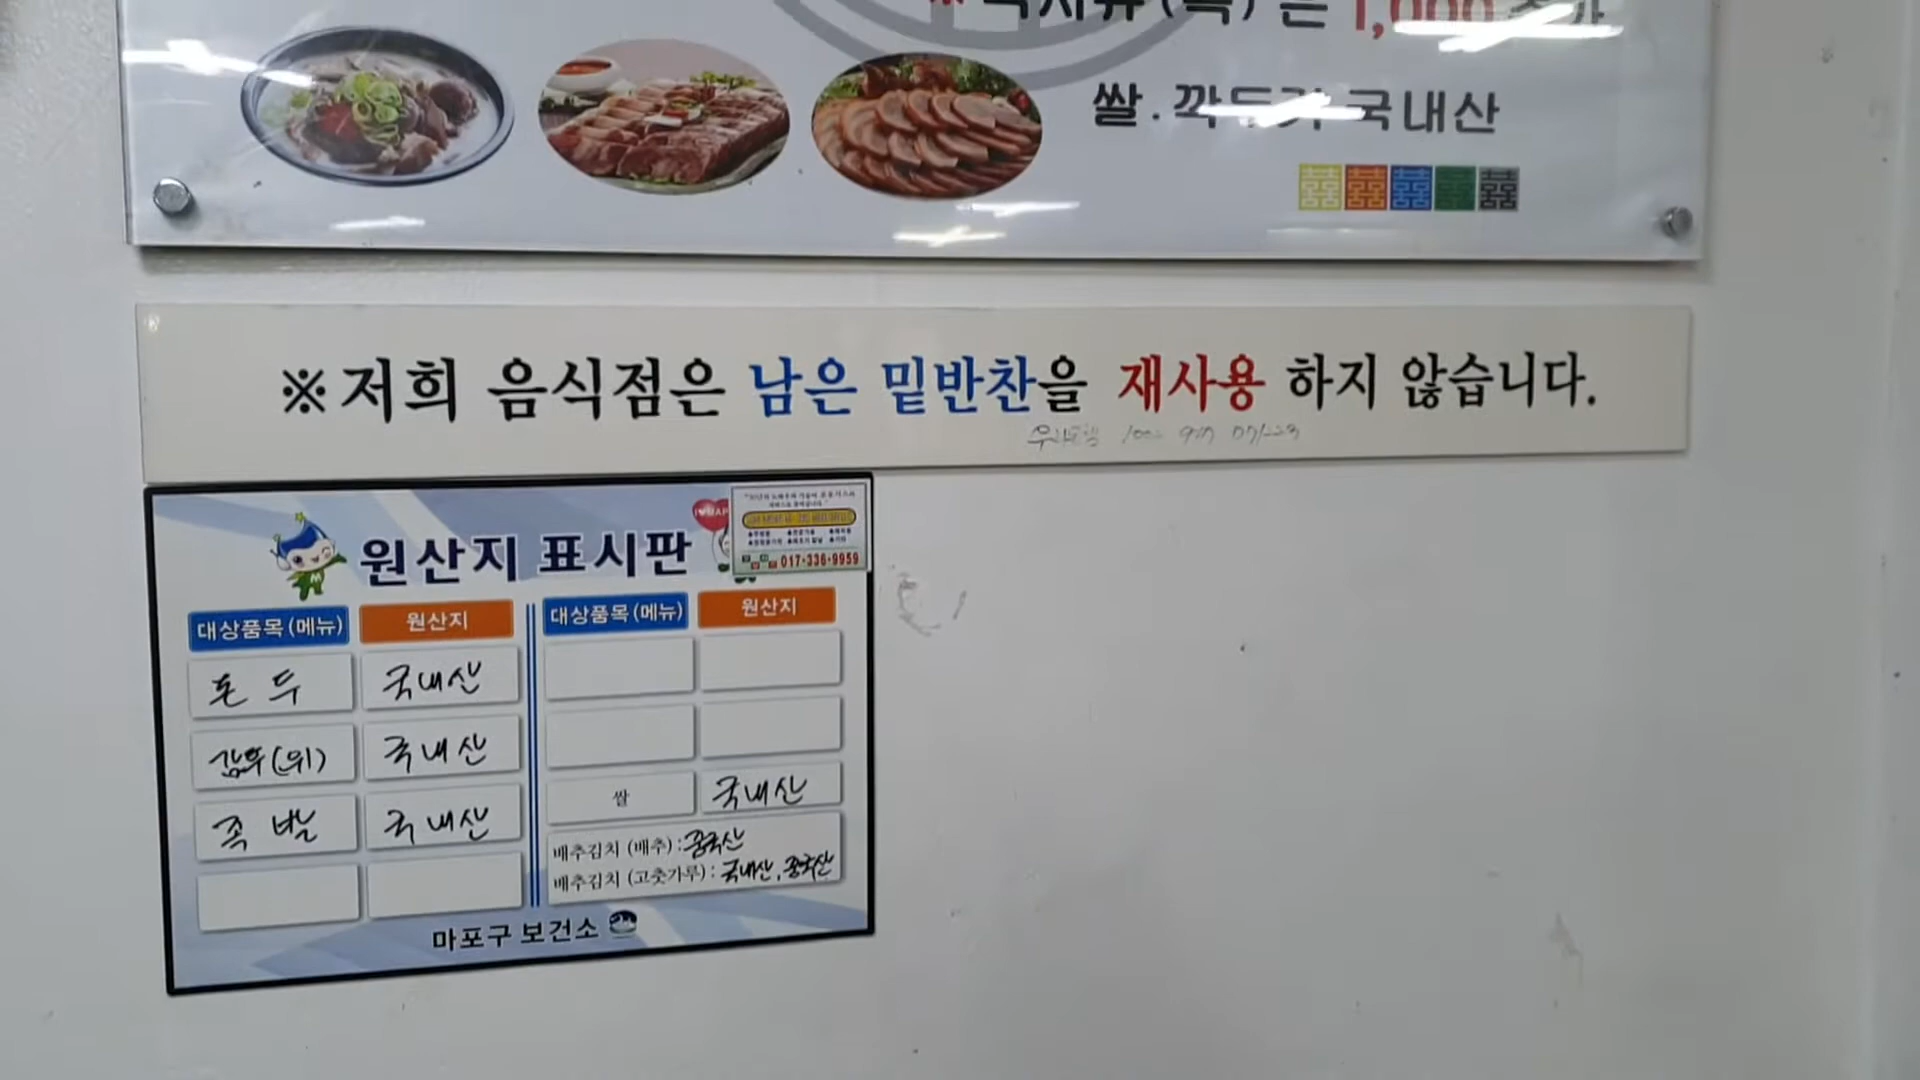 1,000
쌀.깍두기 국내산
※저희 음식점은 남은 밑반찬을 재사용 하지 않습니다.
원산지 표시판
017-336-9959
대상품목(메뉴) 원산지
돈 두 국내산
국내산
족 발 국내산
대상품목(메뉴) 원산지
쌀 국내산
배추김치 (배추) : 중국산
배추김치 (고춧가루) : 국내산, 중국산
마포구 보건소